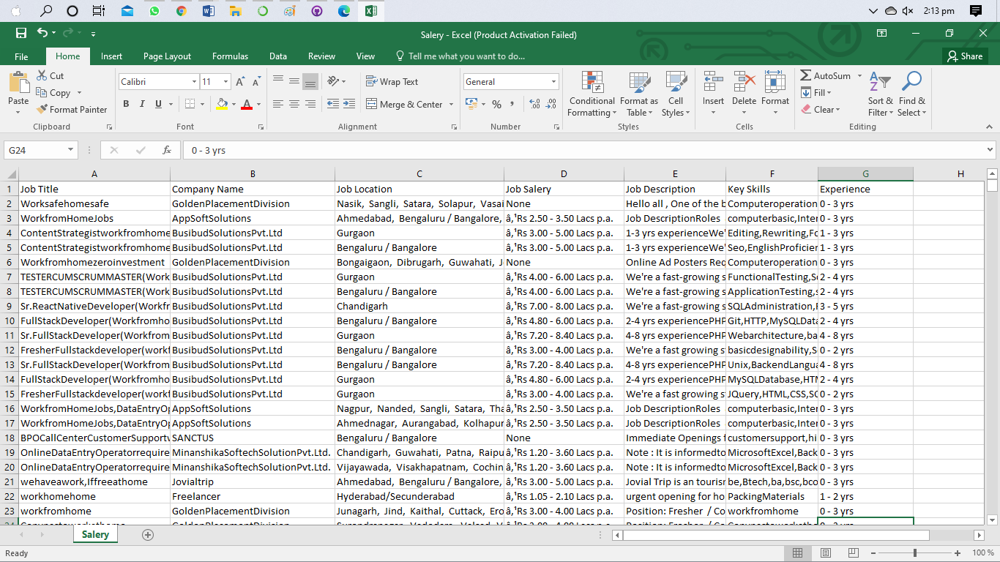 2:13 pm
Salery - Excel (Product Activation Failed)
File Home Insert Page Layout Formulas Data Review View Tell me what you want to do... Share
Paste Cut Copy Format Painter Clipboard
Calibri 11 B I U Font
Wrap Text Merge & Center Alignment
General % Number
Conditional Formatting Format as Table Cell Styles Styles
Insert Delete Format Cells
AutoSum Fill Clear Sort & Filter Find & Select Editing
G24 fx 0 - 3 yrs
A B C D E F G H
1 Job Title Company Name Job Location Job Salery Job Description Key Skills Experience
2 Worksafehomesafe GoldenPlacementDivision Nasik, Sangli, Satara, Solapur, Vasai None Hello all , One of the b Computeroperation 0 - 3 yrs
3 WorkfromHomeJobs AppSoftSolutions Ahmedabad, Bengaluru / Bangalore, â‚¹Rs 2.50 - 3.50 Lacs p.a. Job DescriptionRoles computerbasic,Inter 0 - 3 yrs
4 ContentStrategistworkfromhome BusibudSolutionsPvt.Ltd Gurgaon â‚¹Rs 3.00 - 5.00 Lacs p.a. 1-3 yrs experienceWe' Editing,Rewriting,Fo 1 - 3 yrs
5 ContentStrategistworkfromhome BusibudSolutionsPvt.Ltd Bengaluru / Bangalore â‚¹Rs 3.00 - 5.00 Lacs p.a. 1-3 yrs experienceWe' Seo,EnglishProficien 1 - 3 yrs
6 Workfromhomezeroinvestment GoldenPlacementDivision Bongaigaon, Dibrugarh, Guwahati, J None Online Ad Posters Req Computeroperation 0 - 3 yrs
7 TESTERCUMSCRUMMASTER(Work BusibudSolutionsPvt.Ltd Gurgaon â‚¹Rs 4.00 - 6.00 Lacs p.a. We're a fast-growing s FunctionalTesting,Sc 2 - 4 yrs
8 TESTERCUMSCRUMMASTER(Work BusibudSolutionsPvt.Ltd Bengaluru / Bangalore â‚¹Rs 4.00 - 6.00 Lacs p.a. We're a fast-growing s ApplicationTesting,s 2 - 4 yrs
9 Sr.ReactNativeDeveloper(Workfr BusibudSolutionsPvt.Ltd Chandigarh â‚¹Rs 7.00 - 8.00 Lacs p.a. We're a fast-growing s SQLAdministration, 3 - 5 yrs
10 FullStackDeveloper(Workfromho BusibudSolutionsPvt.Ltd Bengaluru / Bangalore â‚¹Rs 4.80 - 6.00 Lacs p.a. 2-4 yrs experiencePHP Git,HTTP,MySQLData 2 - 4 yrs
11 Sr.FullStackDeveloper(Workfrom BusibudSolutionsPvt.Ltd Gurgaon â‚¹Rs 7.20 - 8.40 Lacs p.a. 4-8 yrs experiencePHP Webarchitecture,ba 4 - 8 yrs
12 FresherFullstackdeveloper(workf BusibudSolutionsPvt.Ltd Bengaluru / Bangalore â‚¹Rs 3.00 - 4.00 Lacs p.a. We're a fast growing s basicdesignability,S 0 - 2 yrs
13 Sr.FullStackDeveloper(Workfrom BusibudSolutionsPvt.Ltd Bengaluru / Bangalore â‚¹Rs 7.20 - 8.40 Lacs p.a. 4-8 yrs experiencePHP Unix,BackendLangua 4 - 8 yrs
14 FullStackDeveloper(Workfromho BusibudSolutionsPvt.Ltd Gurgaon â‚¹Rs 4.80 - 6.00 Lacs p.a. 2-4 yrs experiencePHP MySQLDatabase,HTM 2 - 4 yrs
15 FresherFullstackdeveloper(workf BusibudSolutionsPvt.Ltd Gurgaon â‚¹Rs 3.00 - 4.00 Lacs p.a. We're a fast growing s JQuery,HTML,CSS,SQ 0 - 2 yrs
16 WorkfromHomeJobs,DataEntryOp AppSoftSolutions Nagpur, Nanded, Sangli, Satara, Tha â‚¹Rs 2.50 - 3.50 Lacs p.a. Job DescriptionRoles computerbasic,Inter 0 - 3 yrs
17 WorkfromHomeJobs,DataEntryOp AppSoftSolutions Ahmednagar, Aurangabad, Kolhapur â‚¹Rs 2.50 - 3.50 Lacs p.a. Job DescriptionRoles computerbasic,Inter 0 - 3 yrs
18 BPOCallCenterCustomerSupportw SANCTUS Bengaluru / Bangalore None Immediate Openings f customersupport,hi 0 - 3 yrs
19 OnlineDataEntryOperatorrequire MinanshikaSoftechSolutionPvt.Ltd. Chandigarh, Guwahati, Patna, Raipu â‚¹Rs 1.20 - 3.60 Lacs p.a. Note : It is informedto MicrosoftExcel,Back 0 - 3 yrs
20 OnlineDataEntryOperatorrequire MinanshikaSoftechSolutionPvt.Ltd. Vijayawada, Visakhapatnam, Cochin â‚¹Rs 1.20 - 3.60 Lacs p.a. Note : It is informedto MicrosoftExcel,Back 0 - 3 yrs
21 wehaveawork,Iffreeathome Jovialtrip Ahmedabad, Bengaluru / Bangalore, â‚¹Rs 3.00 - 5.00 Lacs p.a. Jovial Trip is an tourisn be,Btech,ba,bsc,bco 0 - 3 yrs
22 workhomehome Freelancer Hyderabad/Secunderabad â‚¹Rs 1.05 - 2.10 Lacs p.a. urgent opening for ho PackingMaterials 1 - 2 yrs
23 workfromhome GoldenPlacementDivision Junagarh, Jind, Kaithal, Cuttack, Ero â‚¹Rs 3.00 - 4.00 Lacs p.a. Position: Fresher / Co workfromhome 0 - 3 yrs
Salery
Ready 100 %